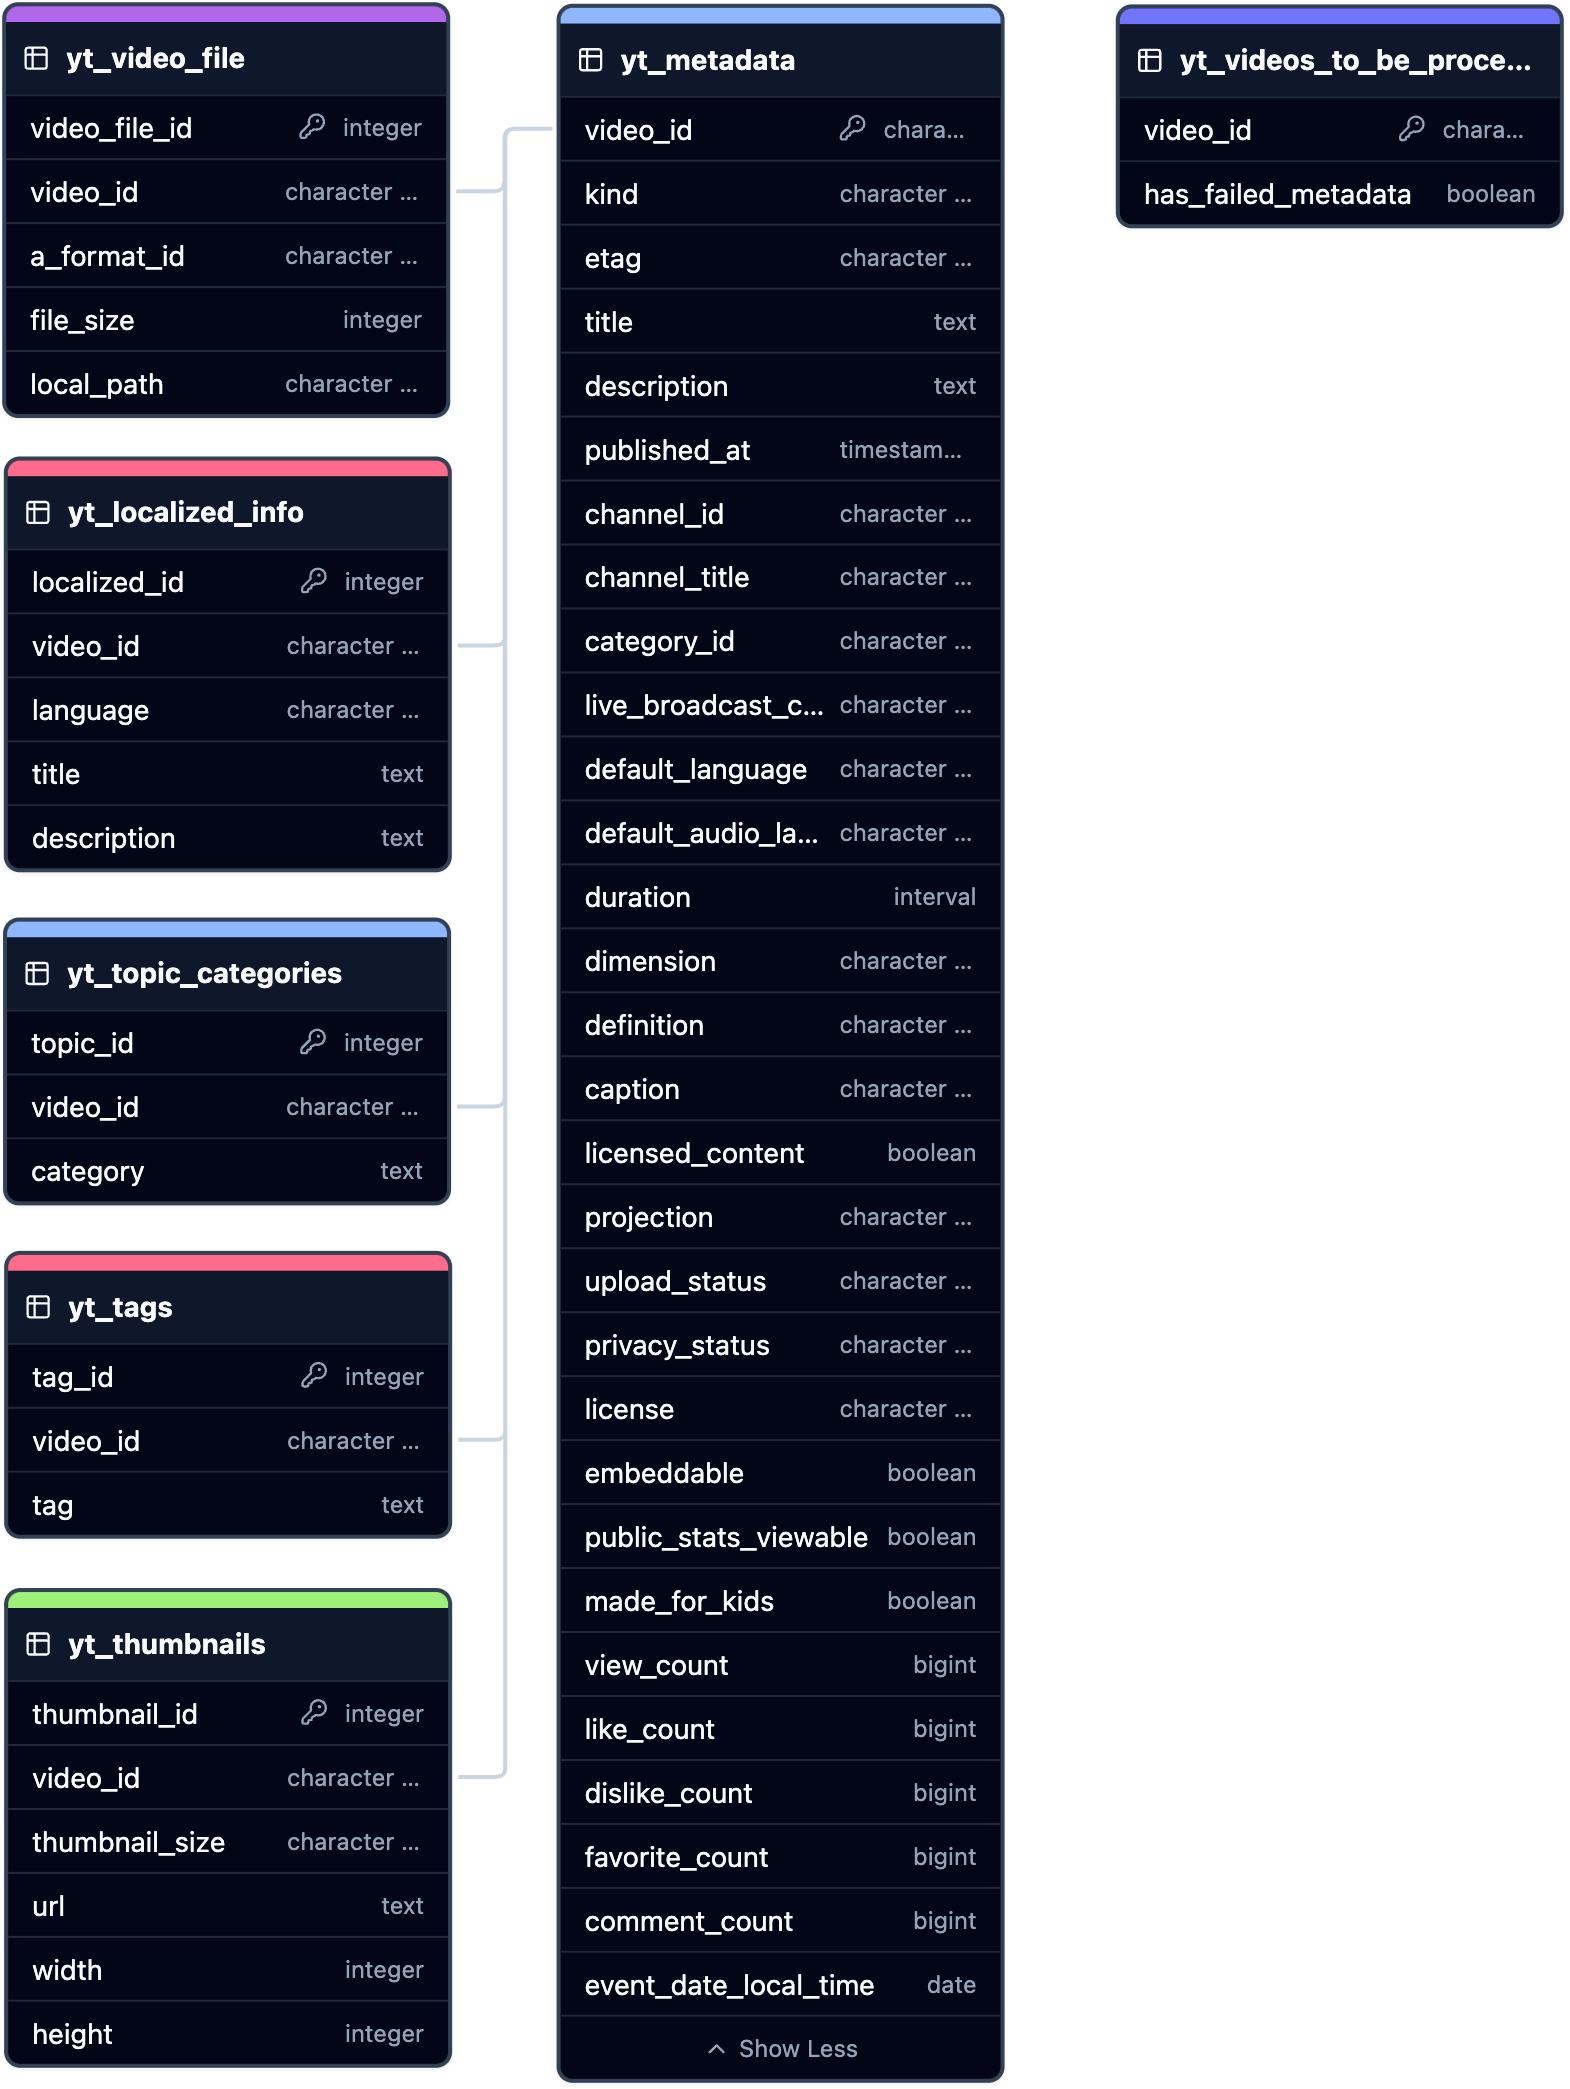 yt_video_file
video_file_id integer
video_id character ...
a_format_id character ...
file_size integer
local_path character ...
yt_localized_info
localized_id integer
video_id character ...
language character ...
title text
description text
yt_topic_categories
topic_id integer
video_id character ...
category text
yt_tags
tag_id integer
video_id character ...
tag text
yt_thumbnails
thumbnail_id integer
video_id character ...
thumbnail_size character ...
url text
width integer
height integer
yt_metadata
video_id chara...
kind character ...
etag character ...
title text
description text
published_at timestam...
channel_id character ...
channel_title character ...
category_id character ...
live_broadcast_c... character ...
default_language character ...
default_audio_la... character ...
duration interval
dimension character ...
definition character ...
caption character ...
licensed_content boolean
projection character ...
upload_status character ...
privacy_status character ...
license character ...
embeddable boolean
public_stats_viewable boolean
made_for_kids boolean
view_count bigint
like_count bigint
dislike_count bigint
favorite_count bigint
comment_count bigint
event_date_local_time date
Show Less
yt_videos_to_be_proce...
video_id chara...
has_failed_metadata boolean